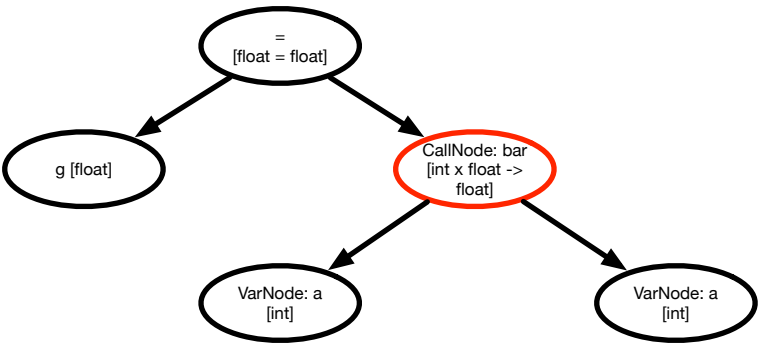 =
[float = float]
g [float]
CallNode: bar
[int x float ->
float]
VarNode: a
[int]
VarNode: a
[int]